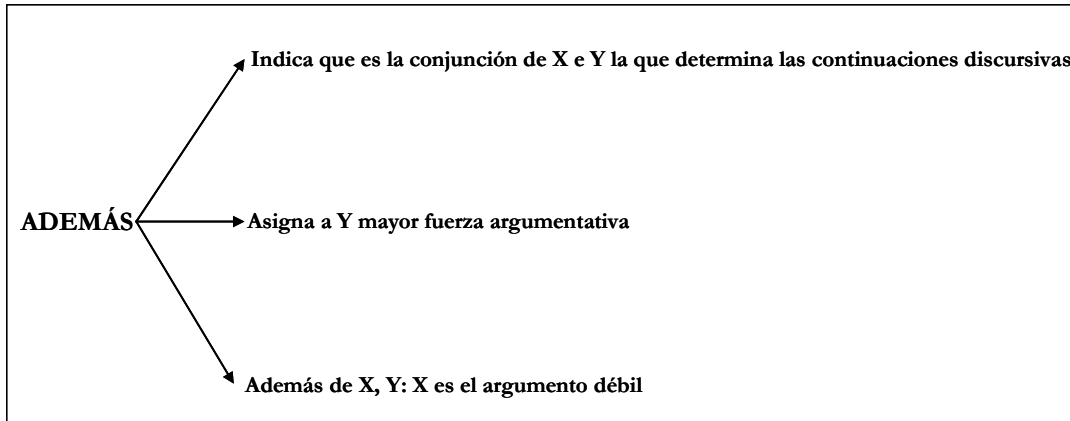 Indica que es la conjunción de X e Y la que determina las continuaciones discursivas
ADEMÁS
Asigna a Y mayor fuerza argumentativa
Además de X, Y: X es el argumento débil